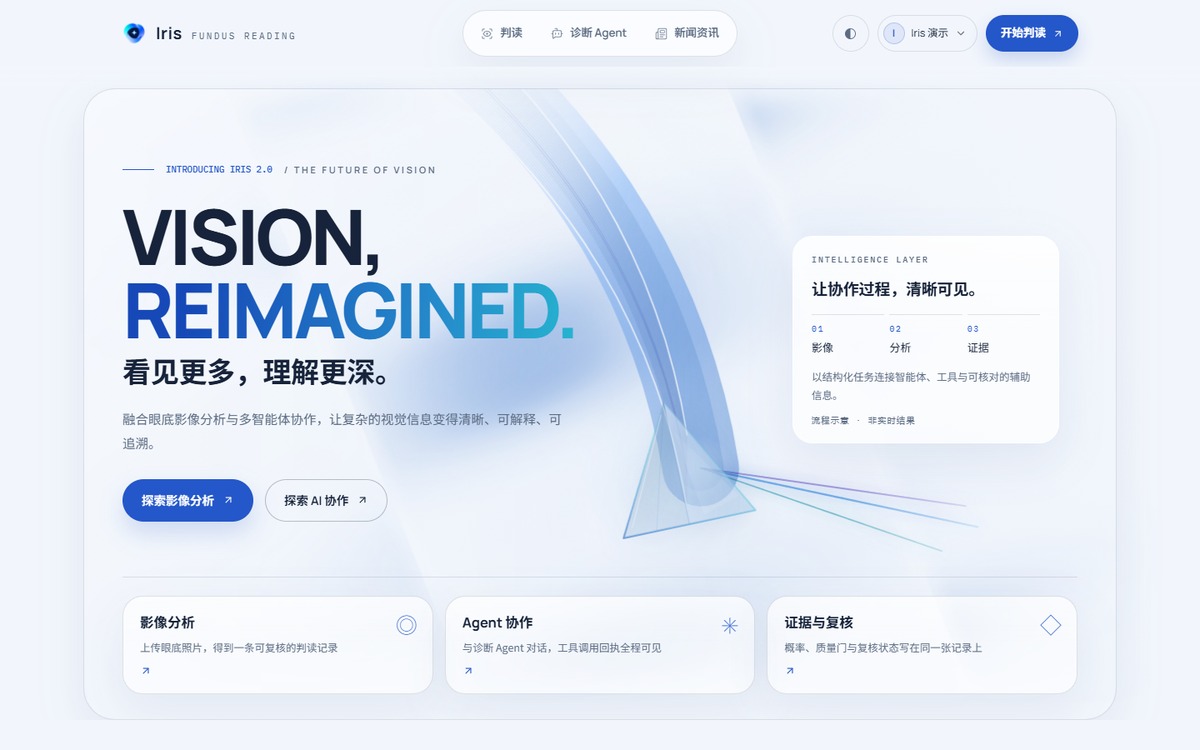 Iris FUNDUS READING
判读
诊断 Agent
新闻资讯
I
Iris 演示
开始判读
INTRODUCING IRIS 2.0 / THE FUTURE OF VISION
VISION,
REIMAGINED.
看见更多，理解更深。
融合眼底影像分析与多智能体协作，让复杂的视觉信息变得清晰、可解释、可
追溯。
探索影像分析
探索 AI 协作
INTELLIGENCE LAYER
让协作过程，清晰可见。
01
影像
02
分析
03
证据
以结构化任务连接智能体、工具与可核对的辅助
信息。
流程示意 · 非实时结果
影像分析
上传眼底照片，得到一条可复核的判读记录
Agent 协作
与诊断 Agent 对话，工具调用回执全程可见
证据与复核
概率、质量门与复核状态写在同一张记录上